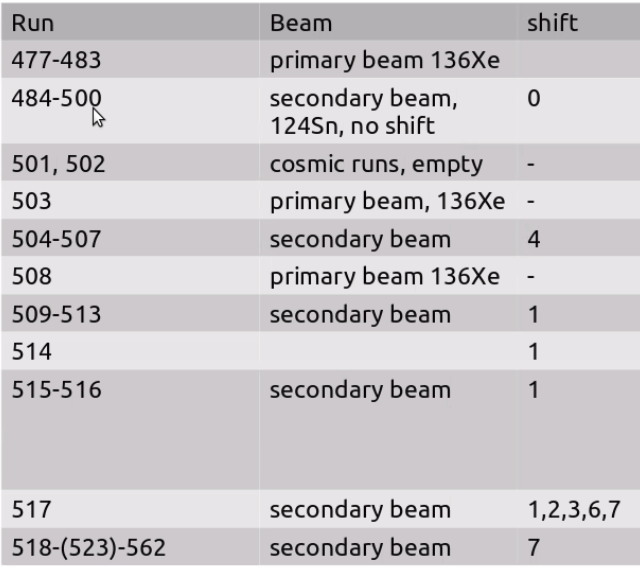 Run Beam shift
477-483 primary beam 136Xe
484-500 secondary beam, 0
124Sn, no shift
501, 502 cosmic runs, empty -
503 primary beam, 136Xe -
504-507 secondary beam 4
508 primary beam 136Xe -
509-513 secondary beam 1
514 1
515-516 secondary beam 1
517 secondary beam 1,2,3,6,7
518-(523)-562 secondary beam 7